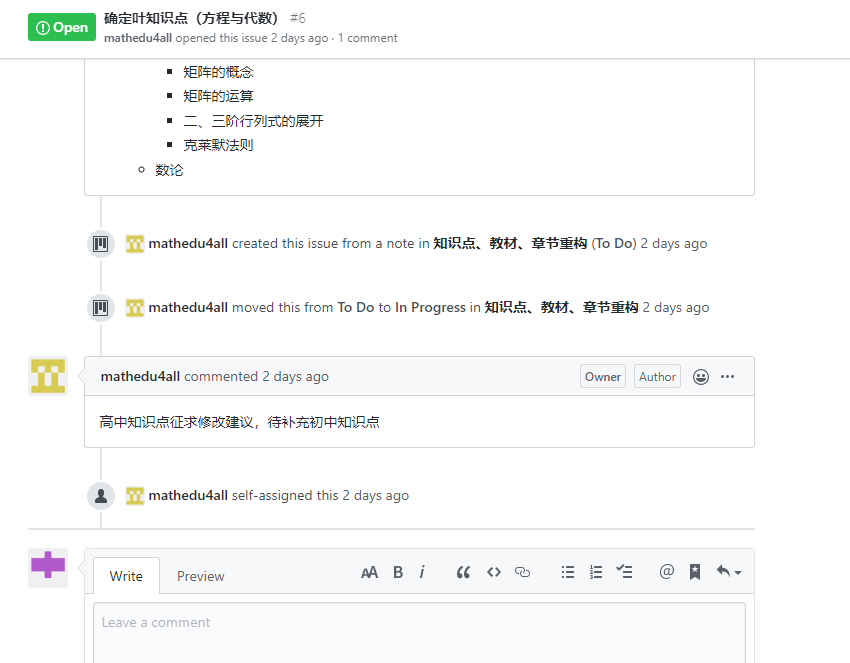 Open 确定叶知识点（方程与代数） #6
mathedu4all opened this issue 2 days ago · 1 comment
矩阵的概念
矩阵的运算
二、三阶行列式的展开
克莱默法则
数论
mathedu4all created this issue from a note in 知识点、教材、章节重构 (To Do) 2 days ago
mathedu4all moved this from To Do to In Progress in 知识点、教材、章节重构 2 days ago
mathedu4all commented 2 days ago Owner Author
高中知识点征求修改建议，待补充初中知识点
mathedu4all self-assigned this 2 days ago
Write Preview AA B i
Leave a comment